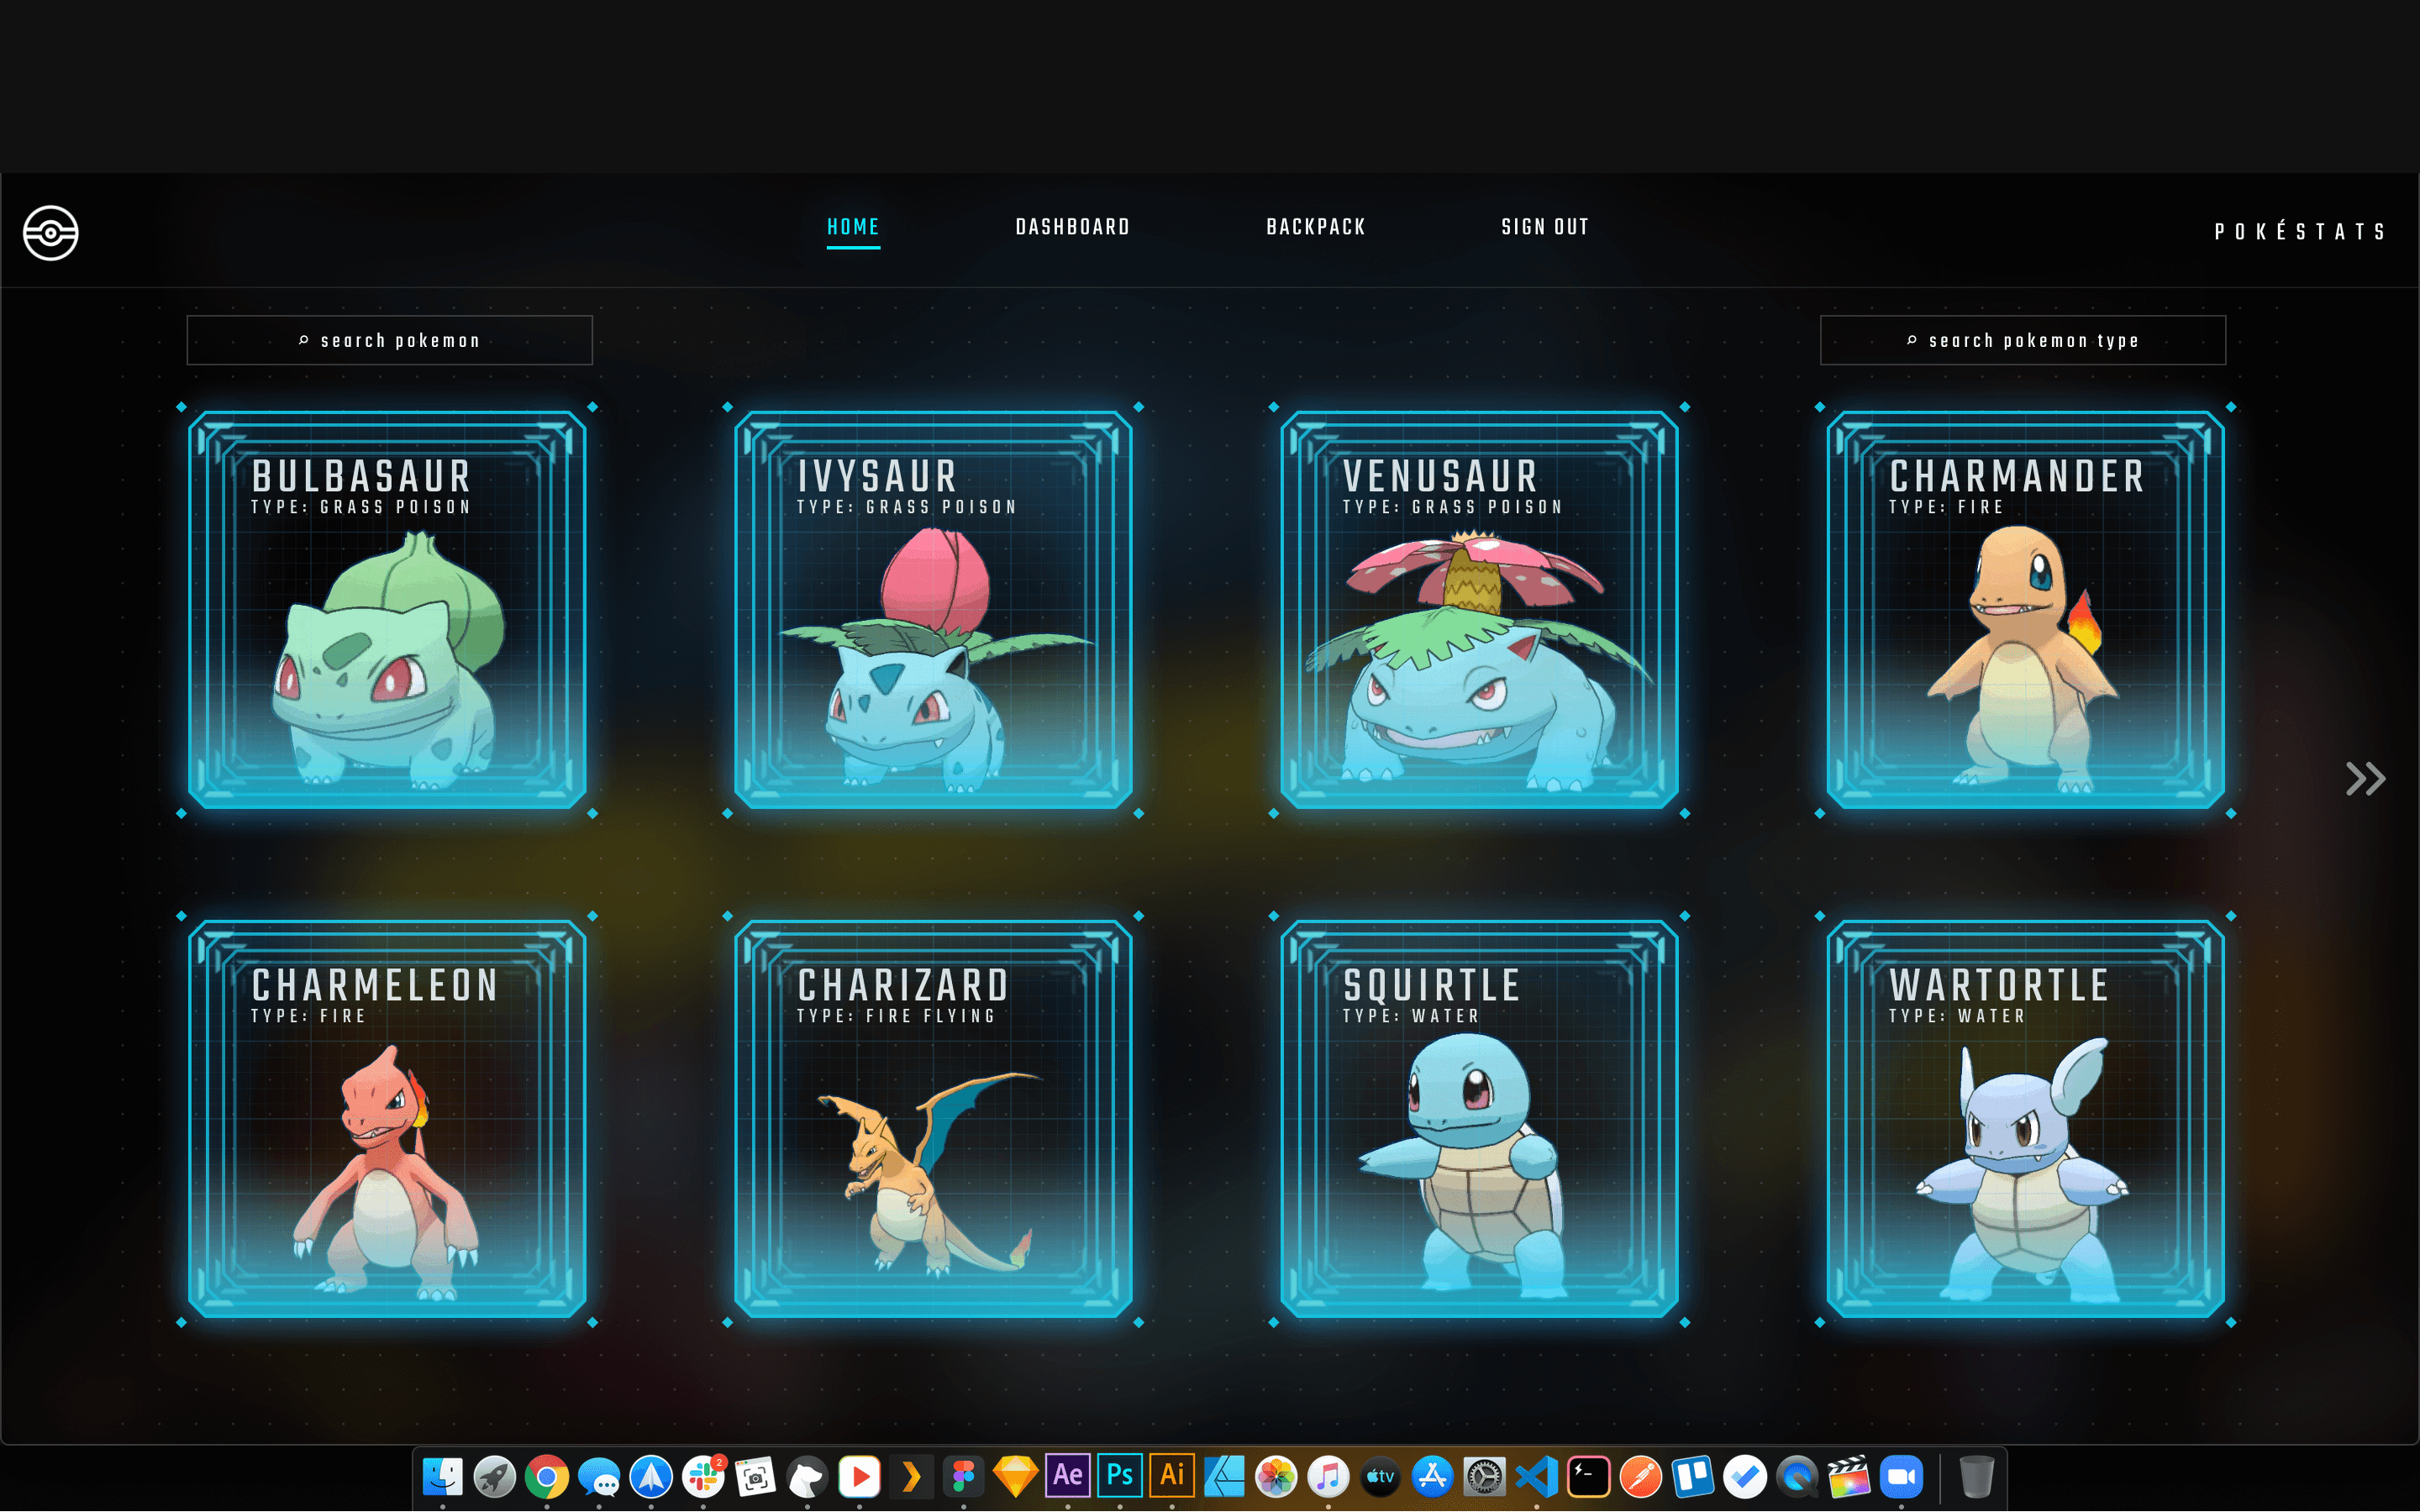 HOME
DASHBOARD
BACKPACK
SIGN OUT
POKÉSTATS
search pokemon
search pokemon type
BULBASAUR
TYPE: GRASS POISON
IVYSAUR
TYPE: GRASS POISON
VENUSAUR
TYPE: GRASS POISON
CHARMANDER
TYPE: FIRE
CHARMELEON
TYPE: FIRE
CHARIZARD
TYPE: FIRE FLYING
SQUIRTLE
TYPE: WATER
WARTORTLE
TYPE: WATER
2
Ae
Ps
Ai
tv